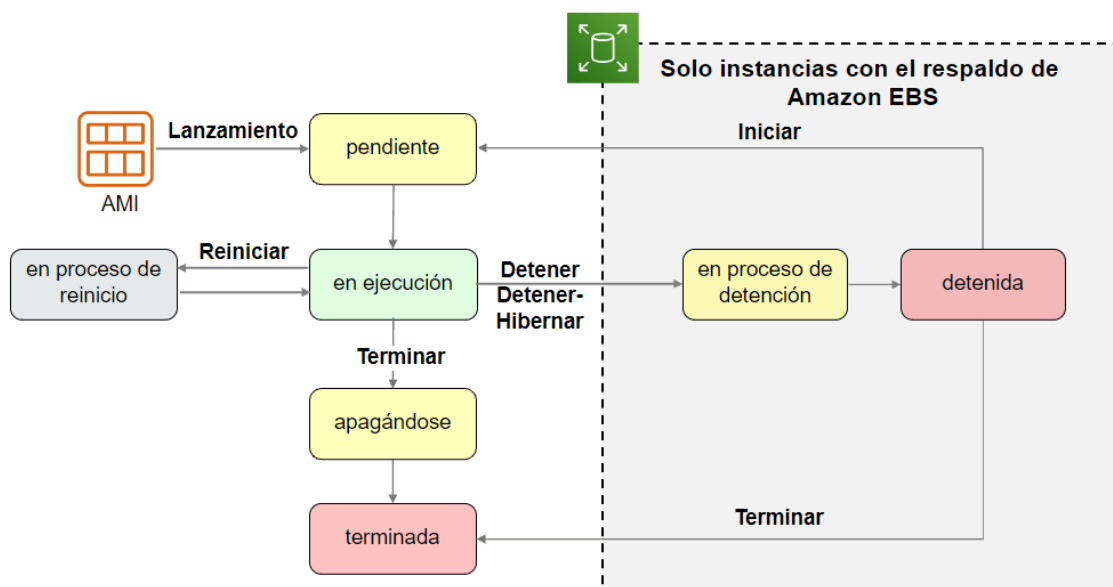 Solo instancias con el respaldo de
Amazon EBS
Lanzamiento
pendiente
Iniciar
AMI
Reiniciar
en proceso de
reinicio
en ejecución
Detener
Detener-
Hibernar
en proceso de
detención
detenida
Terminar
apagándose
terminada
Terminar